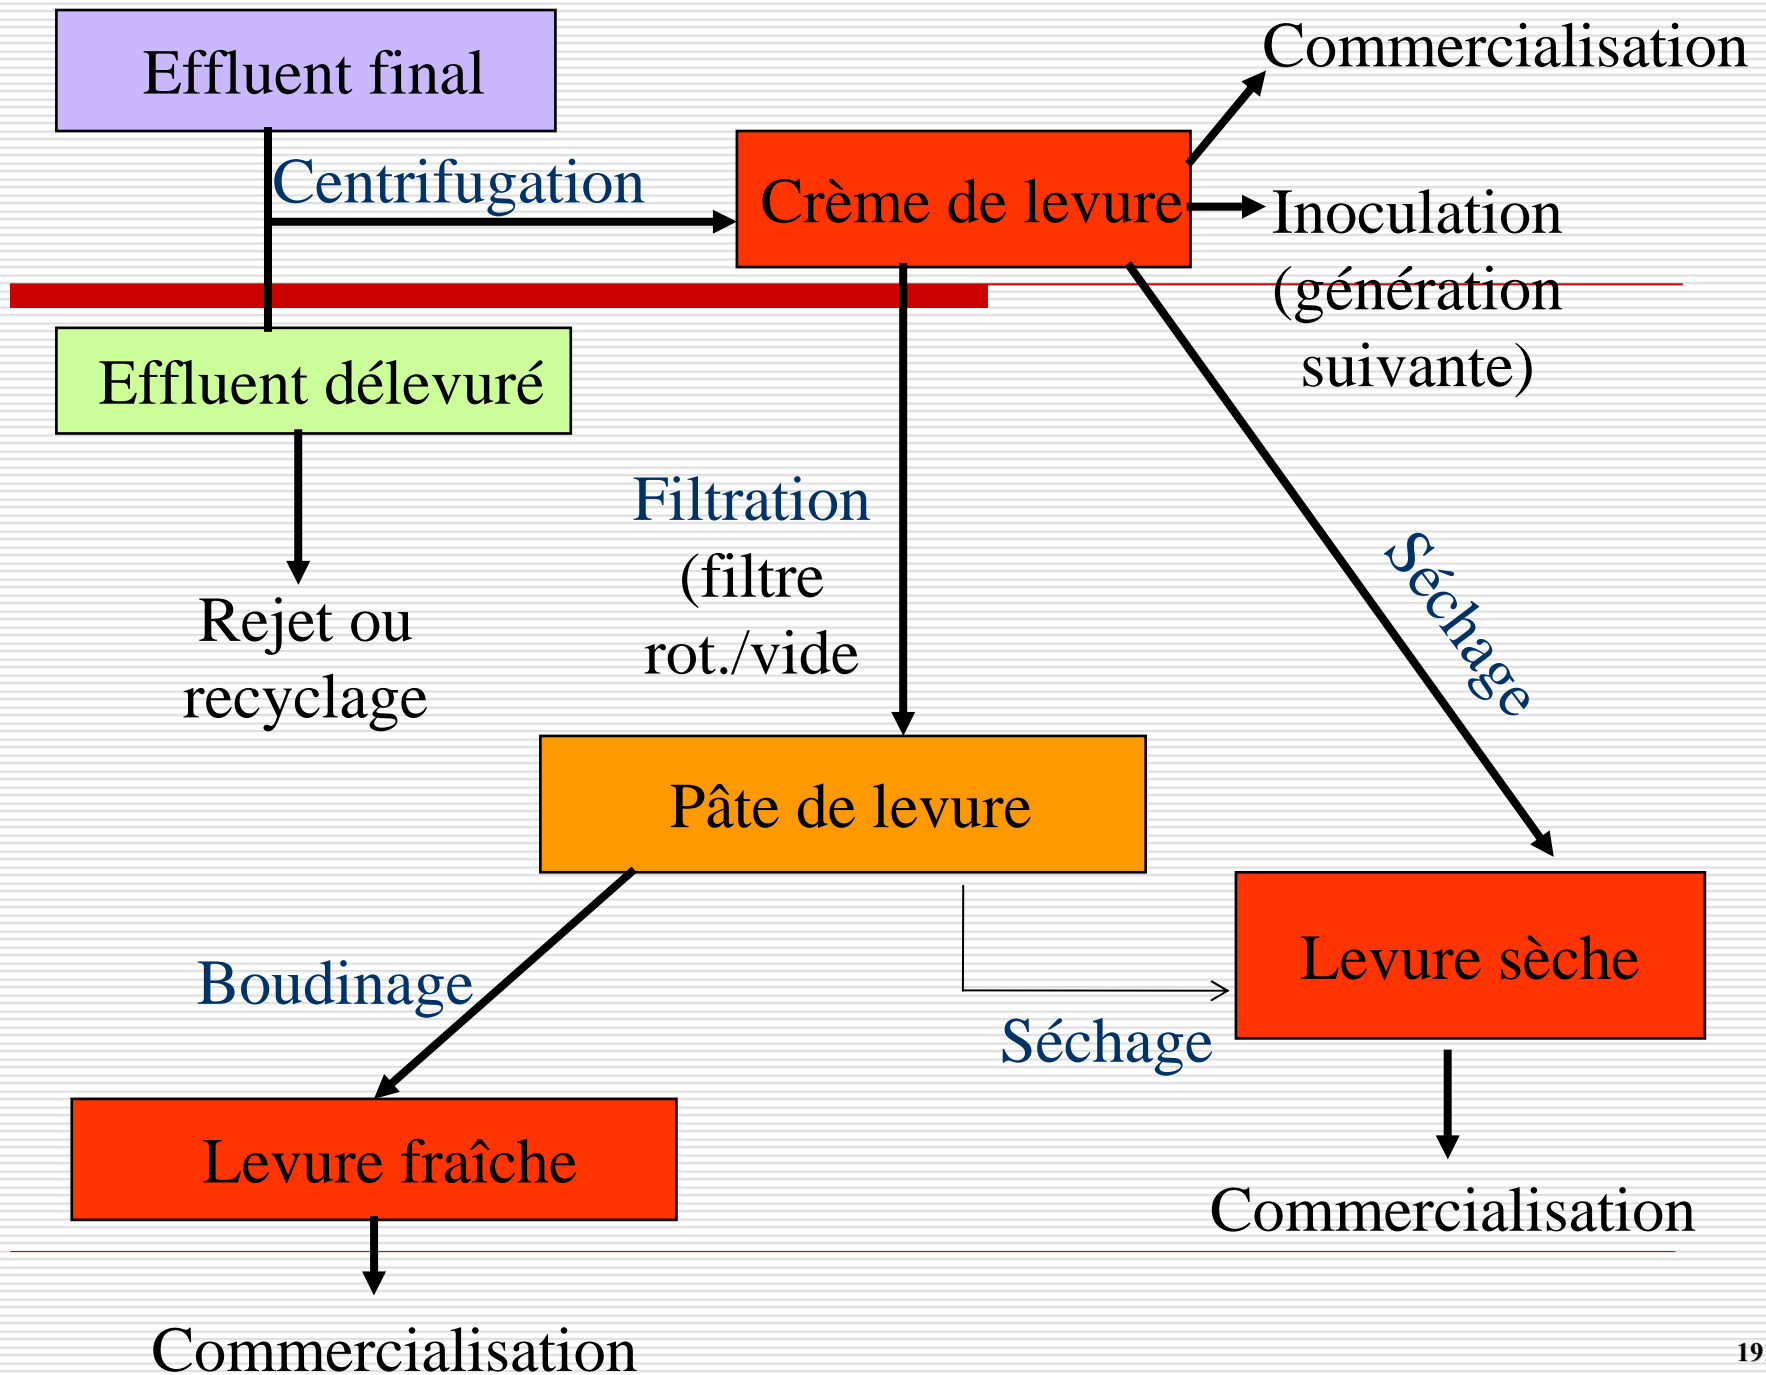 Effluent final
Commercialisation
Centrifugation
Crème de levure
Inoculation
(génération
suivante)
Effluent délevuré
Rejet ou
recyclage
Filtration
(filtre
rot./vide
Séchage
Pâte de levure
Boudinage
Séchage
Levure sèche
Levure fraîche
Commercialisation
Commercialisation
19